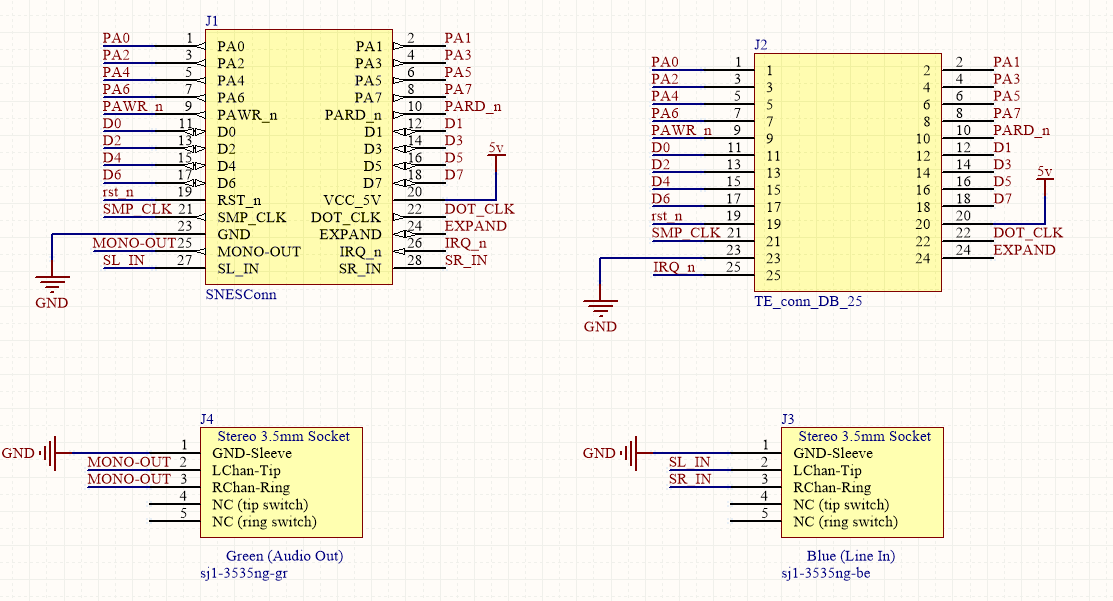 J1
PA0 1 PA0 PA1 2 PA1
PA2 3 PA2 PA3 4 PA3
PA4 5 PA4 PA5 6 PA5
PA6 7 PA6 PA7 8 PA7
PAWR_n 9 PAWR_n PARD_n 10 PARD_n
D0 11 D0 D1 12 D1
D2 13 D2 D3 14 D3
D4 15 D4 D5 16 D5
D6 17 D6 D7 18 D7
5v
rst_n 19 RST_n VCC_5V 20
SMP_CLK 21 SMP_CLK DOT_CLK 22 DOT_CLK
23 GND EXPAND 24 EXPAND
MONO-OUT 25 MONO-OUT IRQ_n 26 IRQ_n
SL_IN 27 SL_IN SR_IN 28 SR_IN
GND
SNESConn
J2
PA0 1 1 2 2 PA1
PA2 3 3 4 4 PA3
PA4 5 5 6 6 PA5
PA6 7 7 8 8 PA7
PAWR_n 9 9 10 10 PARD_n
D0 11 11 12 12 D1
D2 13 13 14 14 D3
D4 15 15 16 16 D5
D6 17 17 18 18 D7
5v
rst_n 19 19 20 20
SMP_CLK 21 21 22 22 DOT_CLK
23 23 24 24 EXPAND
IRQ_n 25 25
GND
TE_conn_DB_25
J4
Stereo 3.5mm Socket
GND 1 GND-Sleeve
MONO-OUT 2 LChan-Tip
MONO-OUT 3 RChan-Ring
4 NC (tip switch)
5 NC (ring switch)
Green (Audio Out)
sj1-3535ng-gr
J3
Stereo 3.5mm Socket
GND 1 GND-Sleeve
SL_IN 2 LChan-Tip
SR_IN 3 RChan-Ring
4 NC (tip switch)
5 NC (ring switch)
Blue (Line In)
sj1-3535ng-be